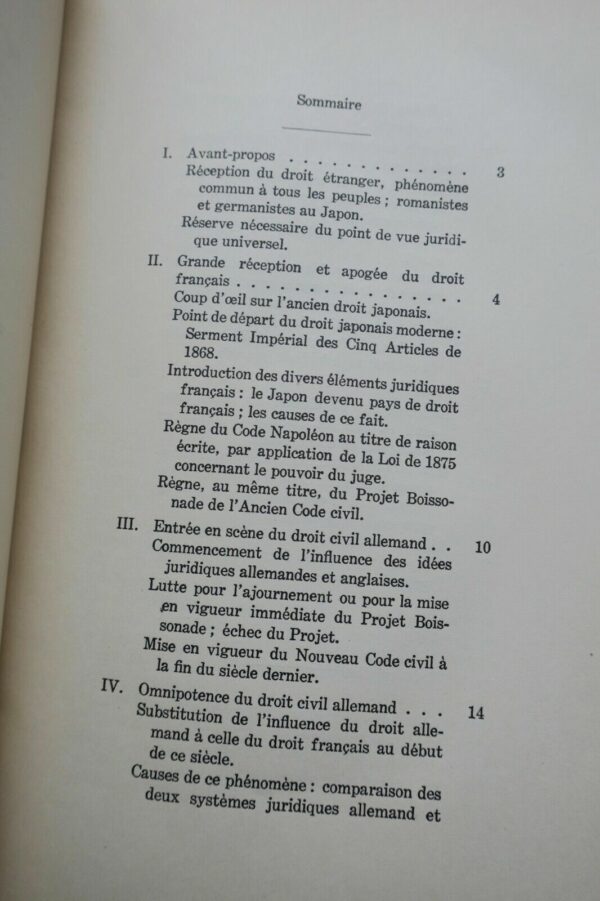 Sommaire
I. Avant-propos . . . . . . . . . . . . . 3
Réception du droit étranger, phénomène
commun à tous les peuples ; romanistes
et germanistes au Japon.
Réserve nécessaire du point de vue juridi-
que universel.
II. Grande réception et apogée du droit
français . . . . . . . . . . . . . . . . 4
Coup d'œil sur l'ancien droit japonais.
Point de départ du droit japonais moderne :
Serment Impérial des Cinq Articles de
1868.
Introduction des divers éléments juridiques
français : le Japon devenu pays de droit
français ; les causes de ce fait.
Règne du Code Napoléon au titre de raison
écrite, par application de la Loi de 1875
concernant le pouvoir du juge.
Règne, au même titre, du Projet Boisso-
nade de l'Ancien Code civil.
III. Entrée en scène du droit civil allemand . . 10
Commencement de l'influence des idées
juridiques allemandes et anglaises.
Lutte pour l'ajournement ou pour la mise
en vigueur immédiate du Projet Bois-
sonade ; échec du Projet.
Mise en vigueur du Nouveau Code civil à
la fin du siècle dernier.
IV. Omnipotence du droit civil allemand . . . 14
Substitution de l'influence du droit alle-
mand à celle du droit français au début
de ce siècle.
Causes de ce phénomène : comparaison des
deux systèmes juridiques allemand et